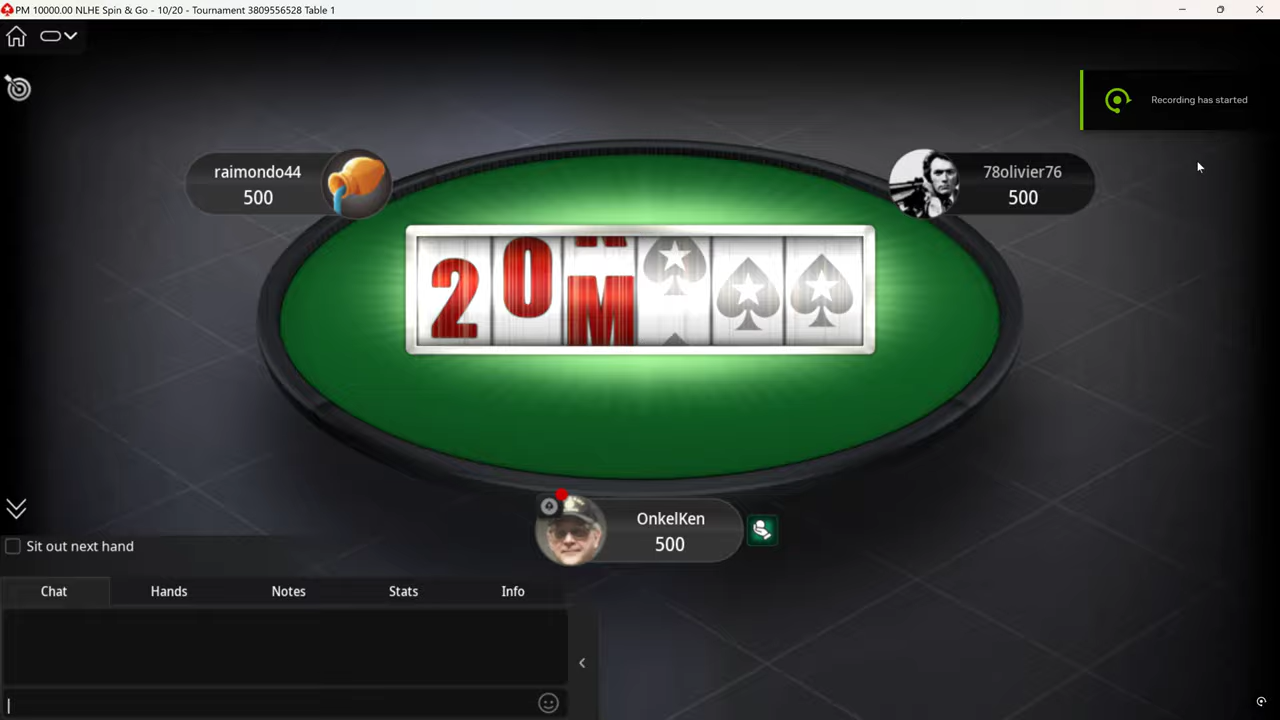 PM 10000.00 NLHE Spin & Go - 10/20 - Tournament 3809556528 Table 1
Recording has started
raimondo44
500
78olivier76
500
20M
OnkelKen
500
Sit out next hand
Chat
Hands
Notes
Stats
Info